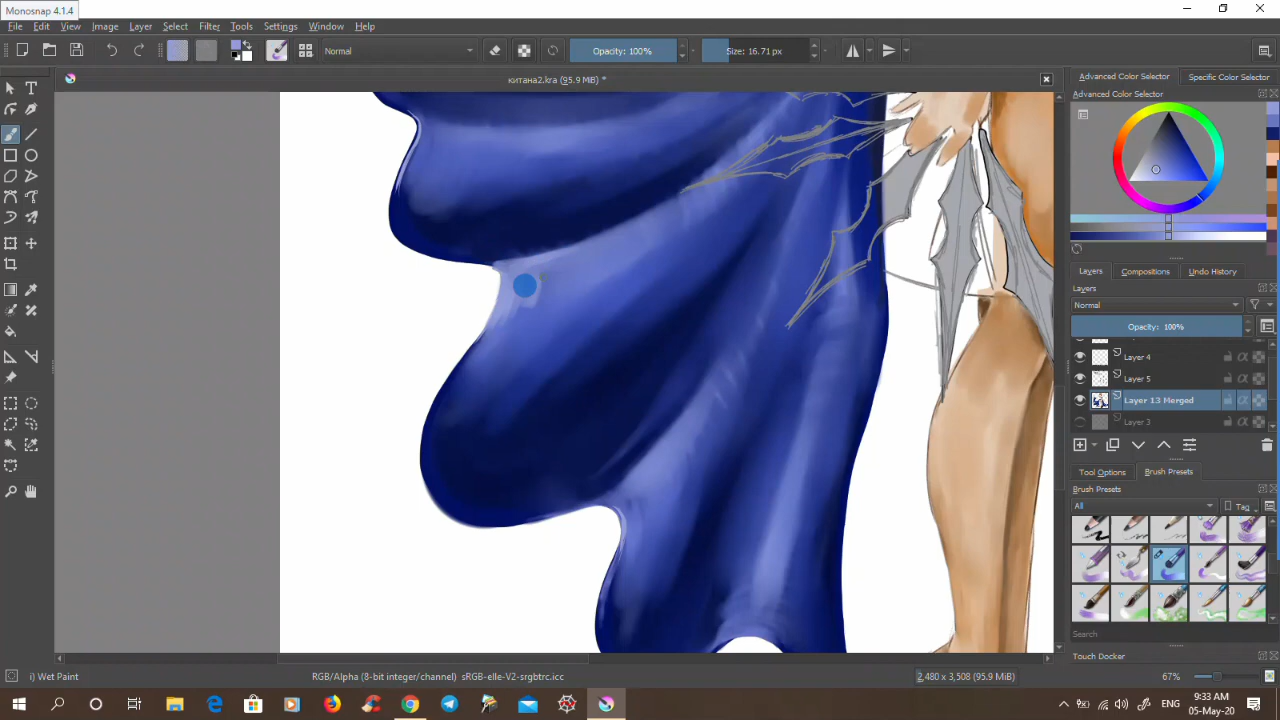 Monosnap 4.1.4
File Edit View Image Layer Select Filter Tools Settings Window Help
Normal Opacity: 100% Size: 16.71 px
китана2.kra (95.9 MiB) *
Advanced Color Selector Specific Color Selector
Advanced Color Selector
Layers Compositions Undo History
Layers
Normal
Opacity: 100%
Layer 4
Layer 5
Layer 13 Merged
Layer 3
Tool Options Brush Presets
Brush Presets
All Tag
Search
Touch Docker
i) Wet Paint RGB/Alpha (8-bit integer/channel) sRGB-elle-V2-srgbtrc.icc 2,480 x 3,508 (95.9 MiB) 67%
ENG 9:33 AM
05-May-20